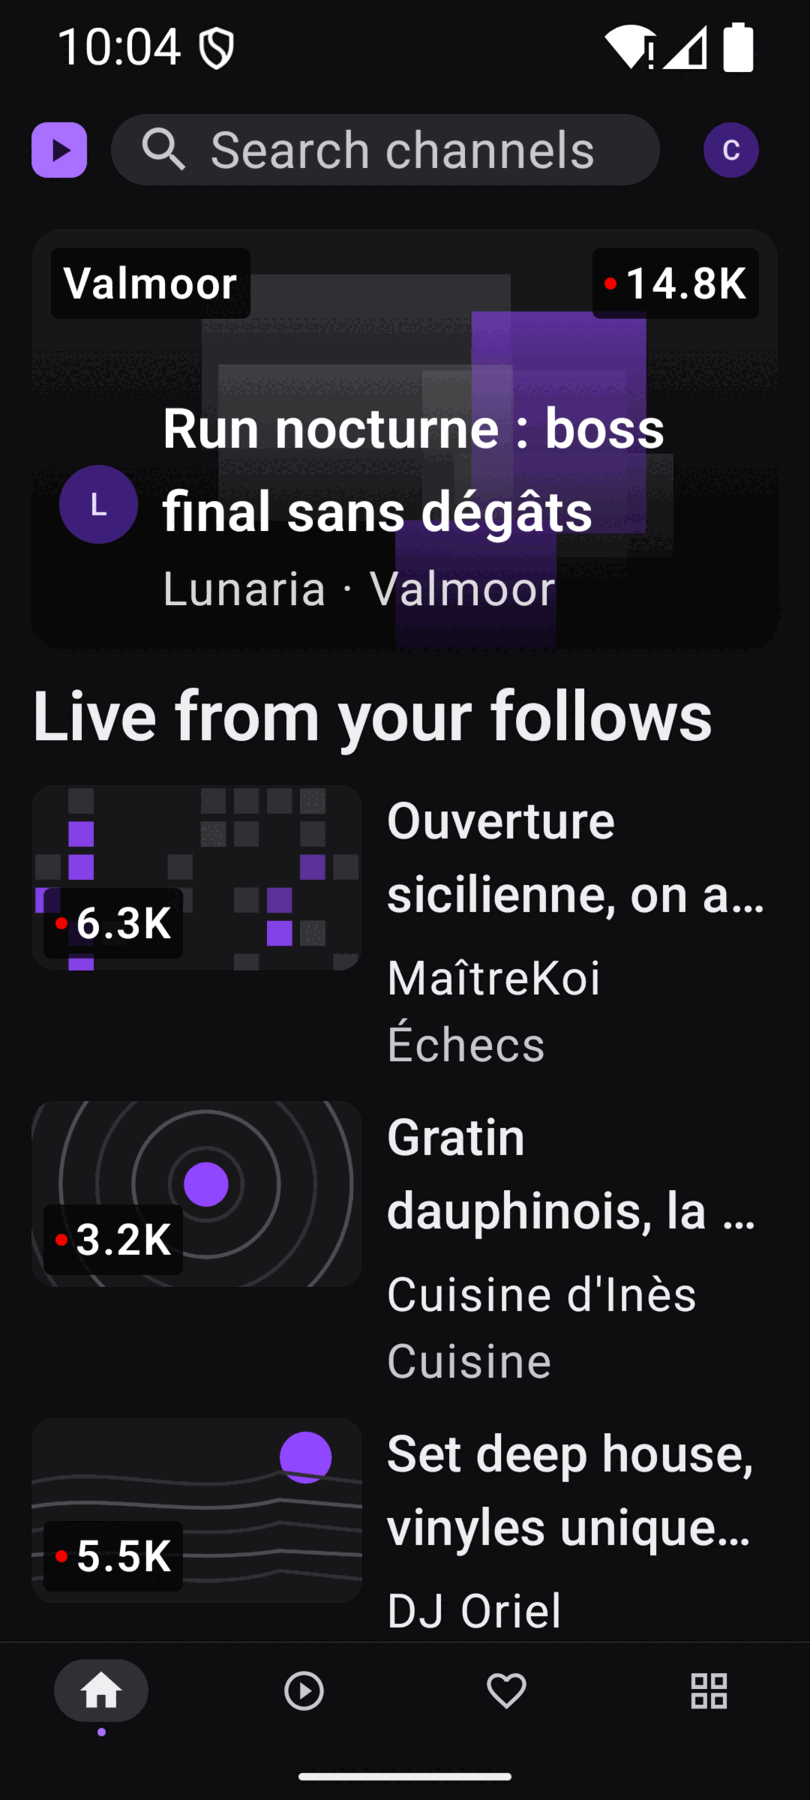 10:04
Search channels
C
Valmoor
14.8K
Run nocturne : boss
final sans dégâts
L
Lunaria · Valmoor
Live from your follows
Ouverture
sicilienne, on a…
6.3K
MaîtreKoi
Échecs
Gratin
dauphinois, la …
3.2K
Cuisine d'Inès
Cuisine
Set deep house,
vinyles unique…
5.5K
DJ Oriel